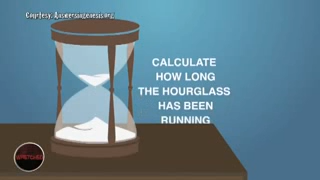 Courtesy: Answersingenesis.org
CALCULATE
HOW LONG
THE HOURGLASS
HAS BEEN
RUNNING